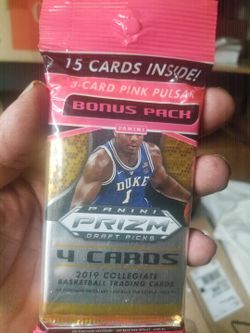 15 CARDS INSIDE!
3-CARD PINK PULSAR
BONUS PACK
PANINI
DUKE
1
PANINI
PRIZM
DRAFT PICKS
4 CARDS
2019 COLLEGIATE
BASKETBALL TRADING CARDS